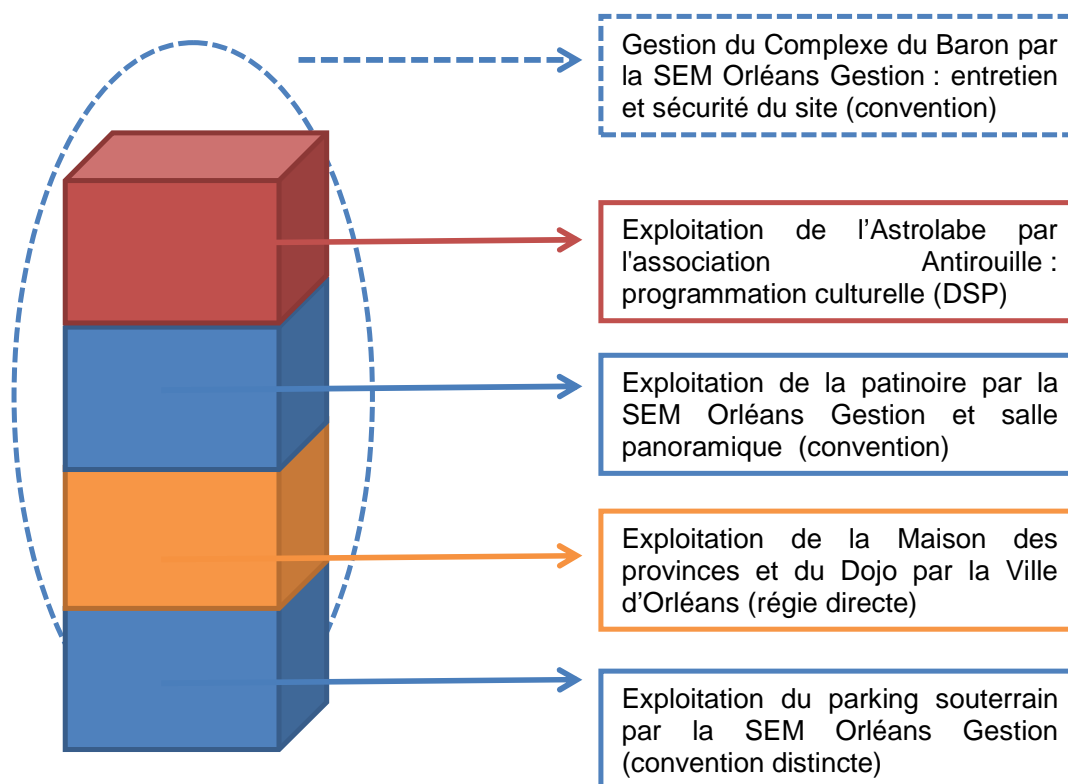 Gestion du Complexe du Baron par
la SEM Orléans Gestion : entretien
et sécurité du site (convention)
Exploitation de l’Astrolabe par
l'association Antirouille :
programmation culturelle (DSP)
Exploitation de la patinoire par la
SEM Orléans Gestion et salle
panoramique (convention)
Exploitation de la Maison des
provinces et du Dojo par la Ville
d’Orléans (régie directe)
Exploitation du parking souterrain
par la SEM Orléans Gestion
(convention distincte)